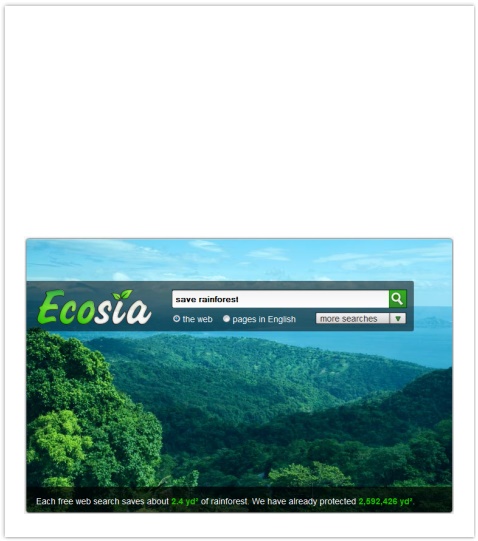 Ecosia
save rainforest
the web pages in English more searches
Each free web search saves about 2.4 yd² of rainforest. We have already protected 2,592,426 yd².